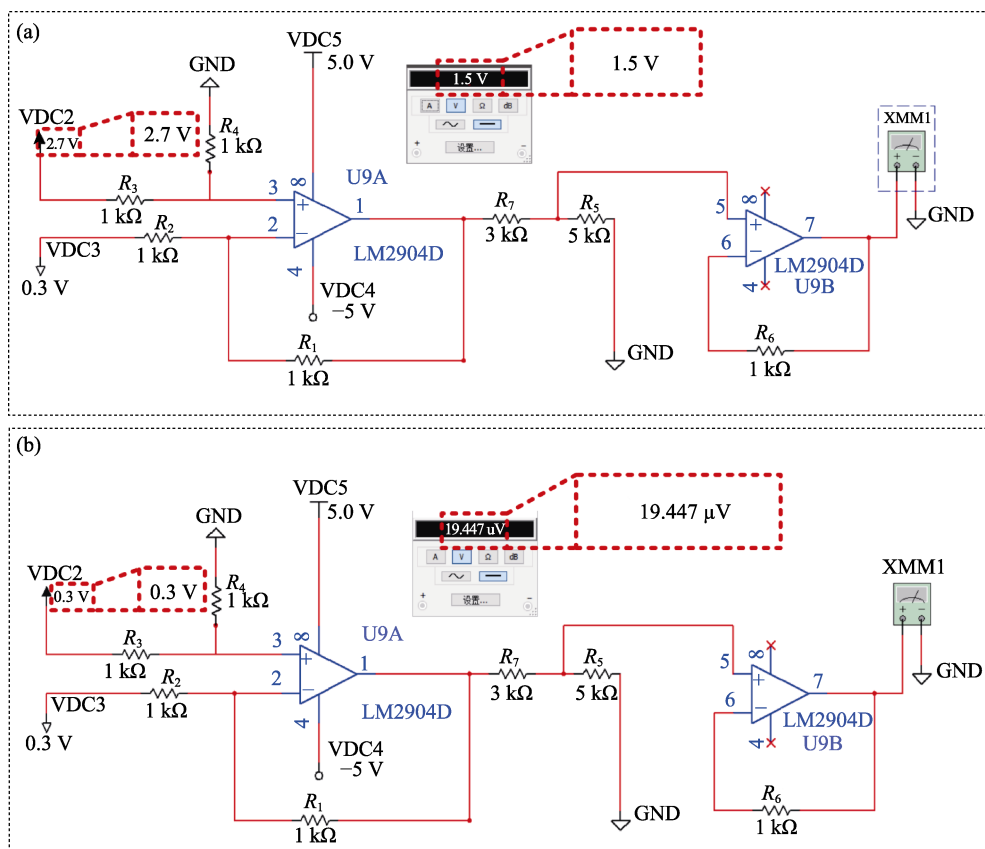 (a)
VDC5
5.0 V
GND
1.5 V
1.5 V
A
V
Ω
dB
设置...
+
−
VDC2
2.7 V
2.7 V
R4
1 kΩ
XMM1
+ −
GND
R3
1 kΩ
3
8
U9A
1
R2
1 kΩ
2
+
−
4
LM2904D
VDC3
0.3 V
VDC4
−5 V
R7
3 kΩ
R5
5 kΩ
5
8
6
+
−
7
4
LM2904D
U9B
R1
1 kΩ
GND
R6
1 kΩ
(b)
VDC5
5.0 V
GND
19.447 uV
19.447 μV
A
V
Ω
dB
设置...
+
−
VDC2
0.3 V
0.3 V
R4
1 kΩ
XMM1
+ −
GND
R3
1 kΩ
3
8
U9A
1
R2
1 kΩ
2
+
−
4
LM2904D
VDC3
0.3 V
VDC4
−5 V
R7
3 kΩ
R5
5 kΩ
5
8
6
+
−
7
4
LM2904D
U9B
R1
1 kΩ
GND
R6
1 kΩ